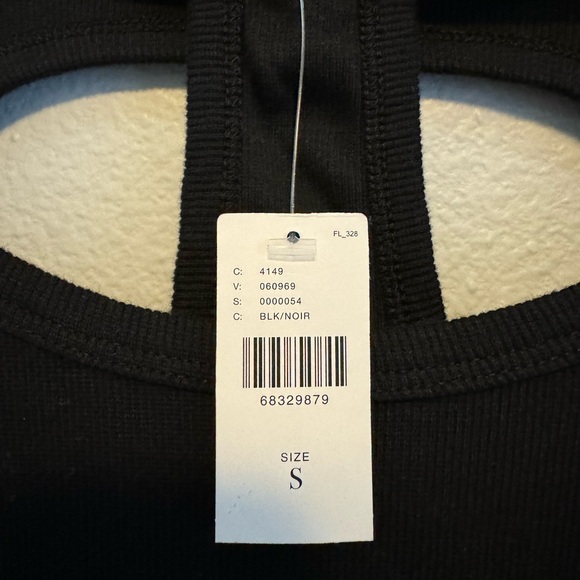 FL_328
C: 4149
V: 060969
S: 0000054
C: BLK/NOIR
68329879
SIZE
S